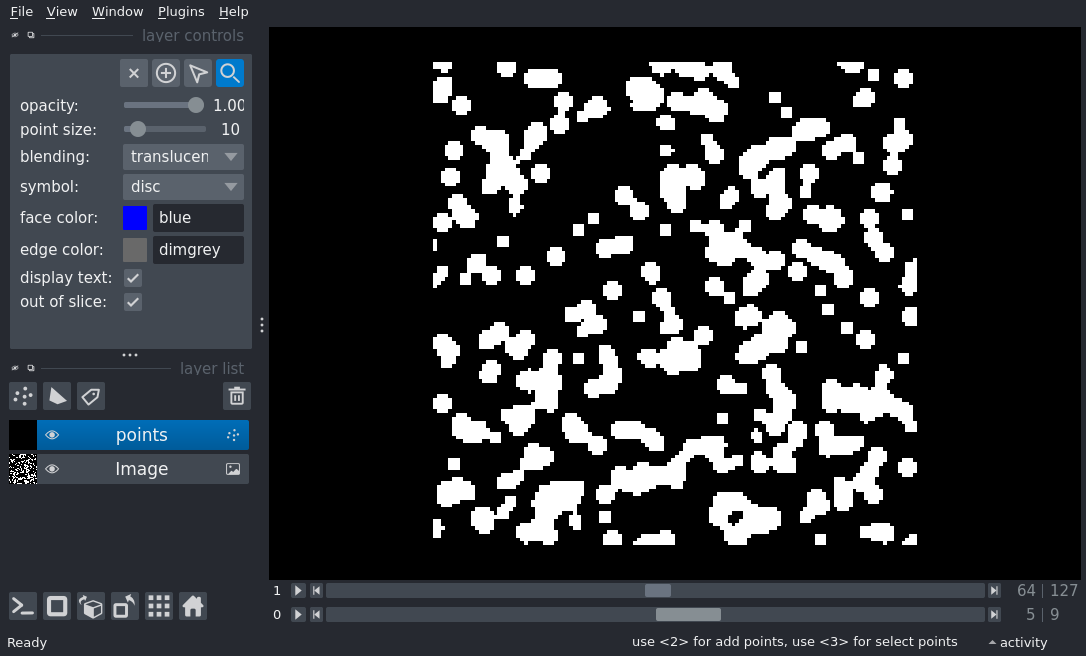 File View Window Plugins Help
layer controls
opacity: 1.00
point size: 10
blending: translucen
symbol: disc
face color: blue
edge color: dimgrey
display text:
out of slice:
layer list
points
Image
1 64 | 127
0 5 | 9
Ready use <2> for add points, use <3> for select points activity